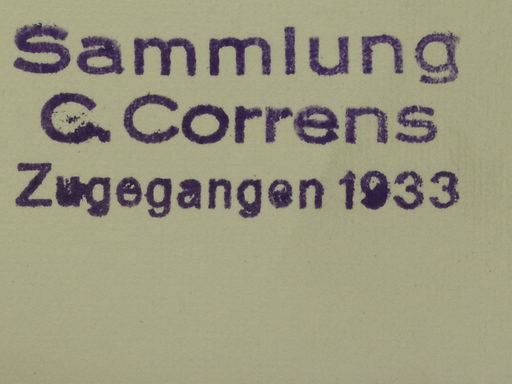 Sammlung
C. Correns
Zugegangen 1933